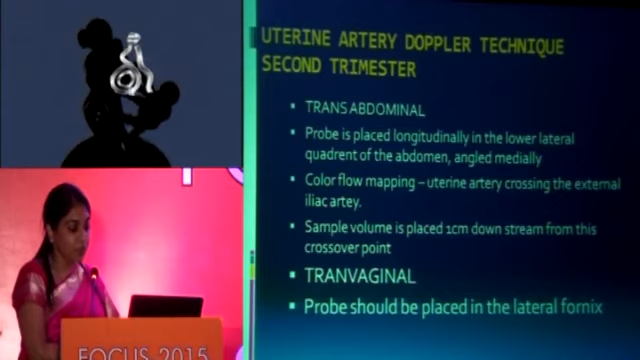 UTERINE ARTERY DOPPLER TECHNIQUE
SECOND TRIMESTER
TRANS ABDOMINAL
Probe is placed longitudinally in the lower lateral
quadrent of the abdomen, angled medially
Color flow mapping – uterine artery crossing the external
iliac artey.
Sample volume is placed 1cm down stream from this
crossover point
TRANVAGINAL
Probe should be placed in the lateral fornix
FOCUS 2015